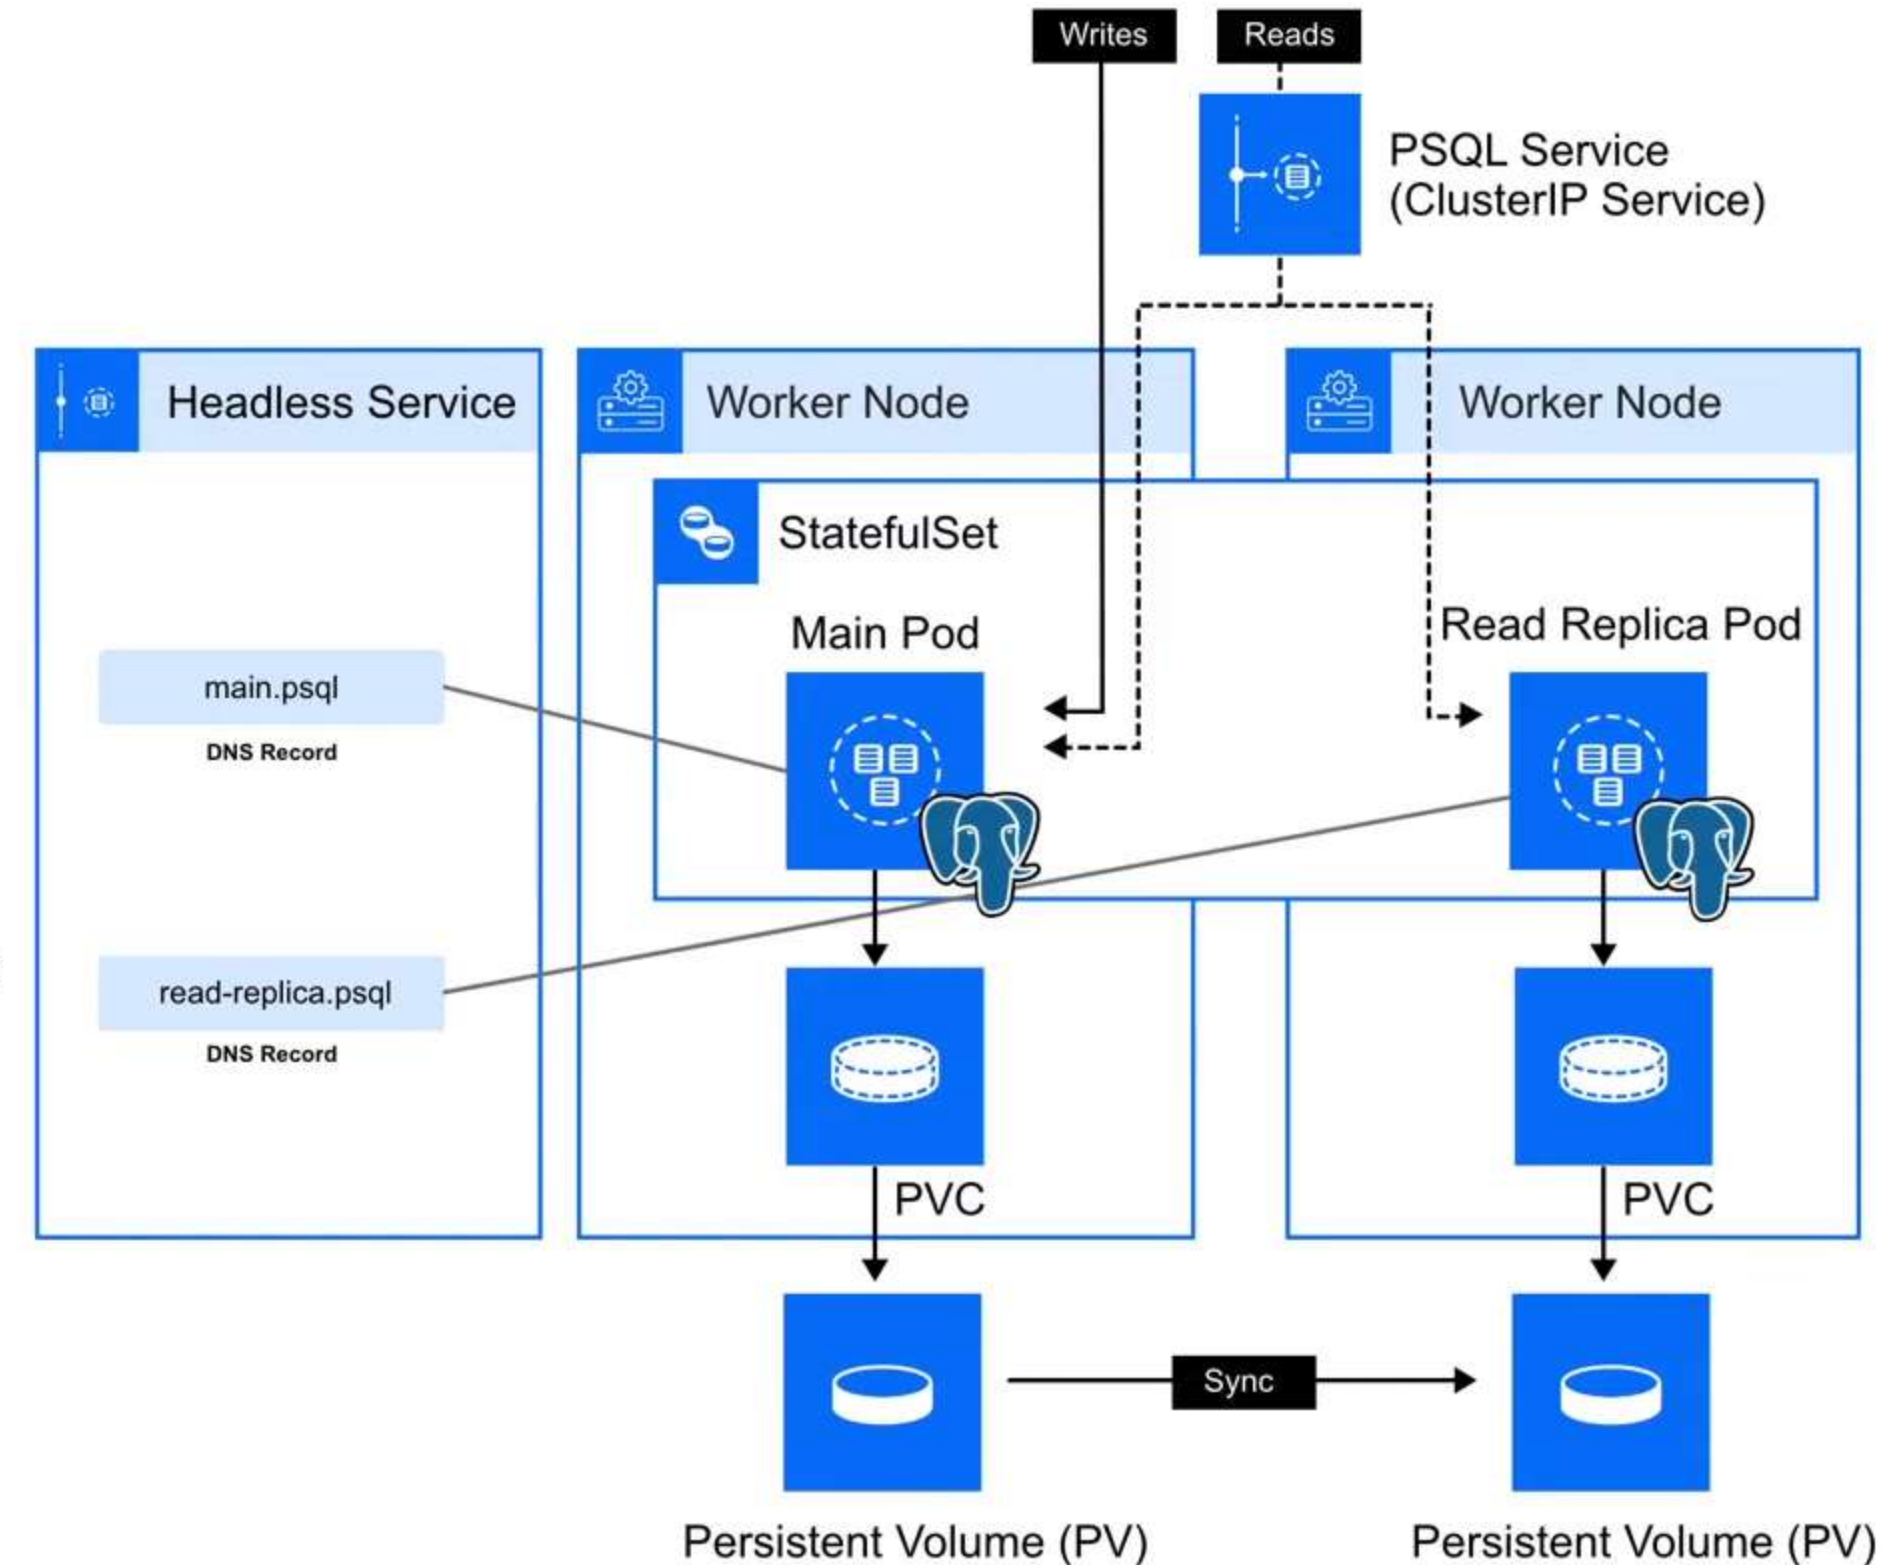 Writes
Reads
PSQL Service
(ClusterIP Service)
Headless Service
Worker Node
Worker Node
StatefulSet
Main Pod
Read Replica Pod
main.psql
DNS Record
read-replica.psql
DNS Record
PVC
PVC
Sync
Persistent Volume (PV)
Persistent Volume (PV)